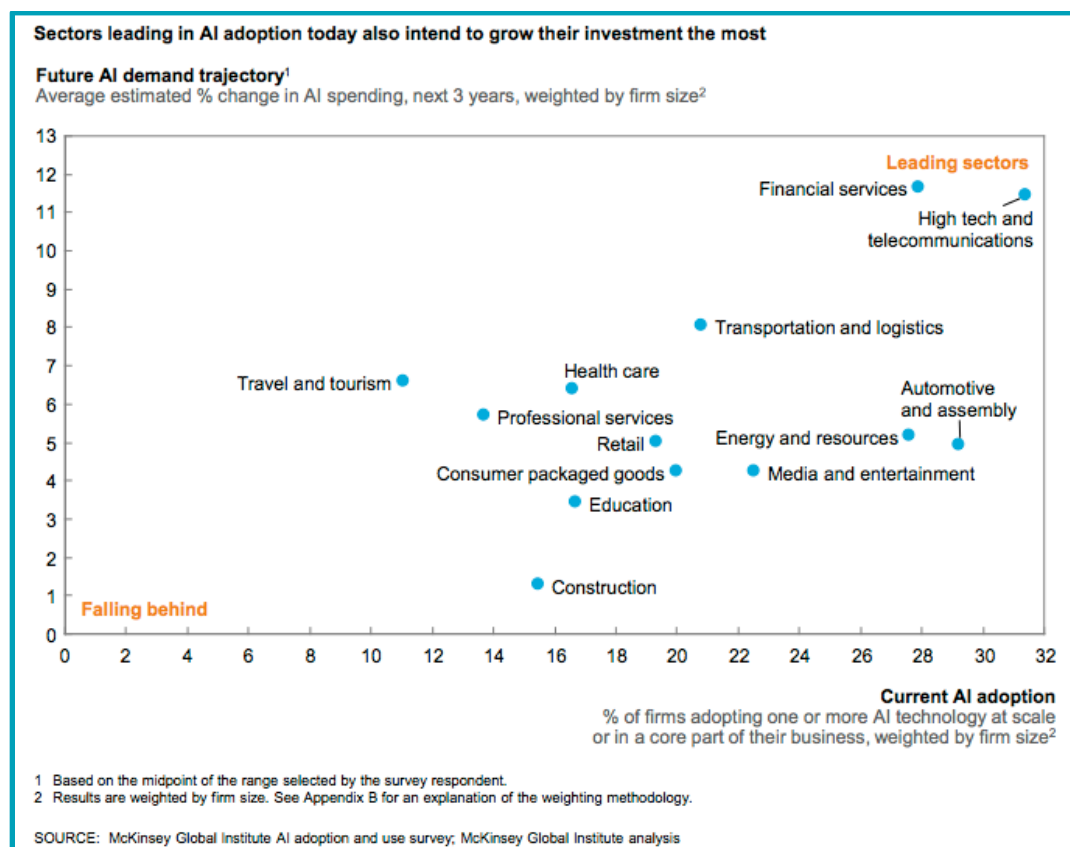 Sectors leading in AI adoption today also intend to grow their investment the most
Future AI demand trajectory¹
Average estimated % change in AI spending, next 3 years, weighted by firm size²
13
12
11
10
9
8
7
6
5
4
3
2
1
0
Leading sectors
Financial services
High tech and
telecommunications
Transportation and logistics
Travel and tourism
Health care
Professional services
Automotive
and assembly
Retail
Energy and resources
Consumer packaged goods
Media and entertainment
Education
Construction
Falling behind
0 2 4 6 8 10 12 14 16 18 20 22 24 26 28 30 32
Current AI adoption
% of firms adopting one or more AI technology at scale
or in a core part of their business, weighted by firm size²
1 Based on the midpoint of the range selected by the survey respondent.
2 Results are weighted by firm size. See Appendix B for an explanation of the weighting methodology.
SOURCE: McKinsey Global Institute AI adoption and use survey; McKinsey Global Institute analysis